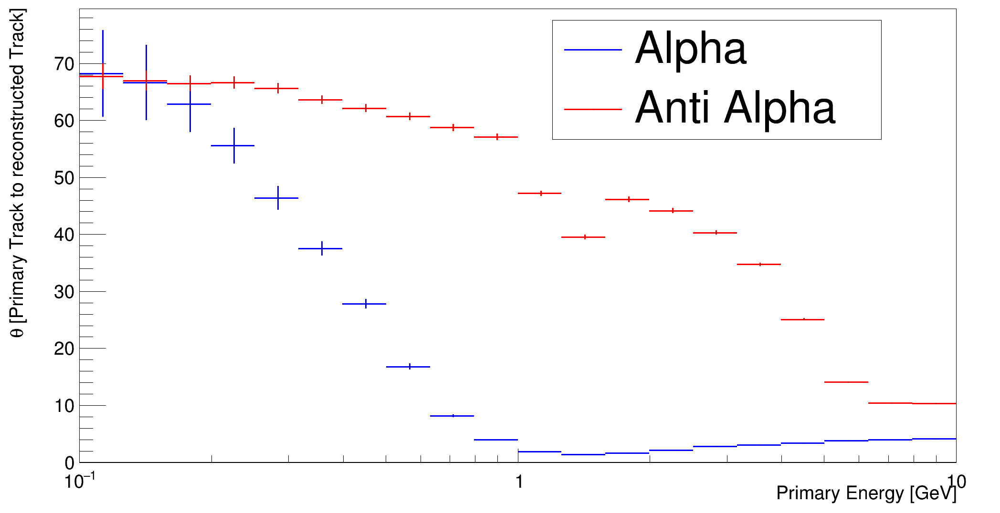 θ [Primary Track to reconstructed Track]
Alpha
Anti Alpha
70
60
50
40
30
20
10
0
10⁻¹
1
10
Primary Energy [GeV]